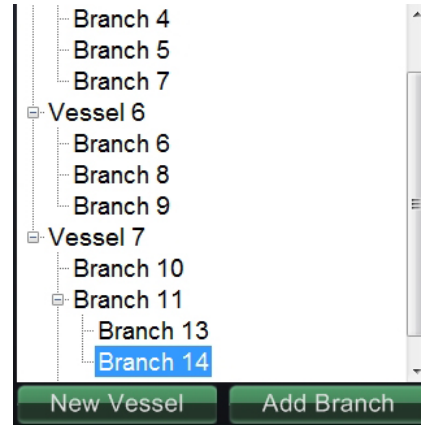 Branch 4
Branch 5
Branch 7
Vessel 6
Branch 6
Branch 8
Branch 9
Vessel 7
Branch 10
Branch 11
Branch 13
Branch 14
New Vessel Add Branch